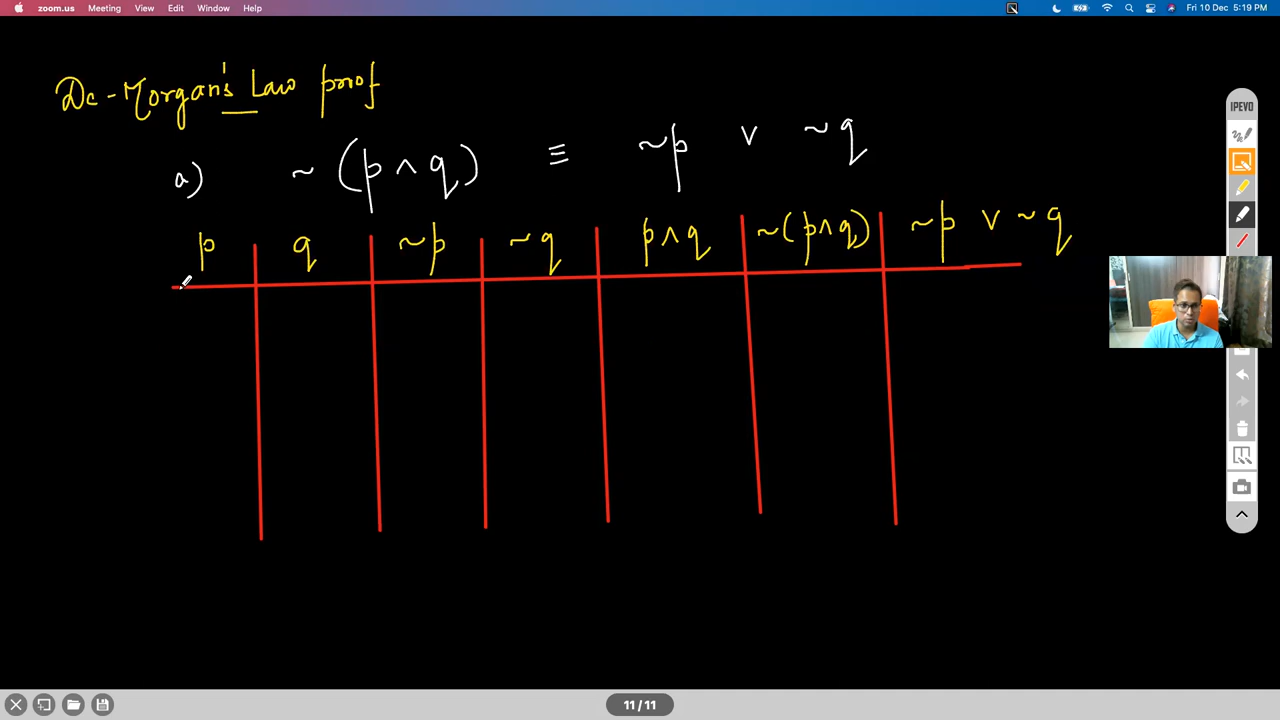 zoom.us Meeting View Edit Window Help Fri 10 Dec 5:19 PM
De-Morgan's Law proof
IPEVO
a) ~(p ∧ q) ≡ ~p ∨ ~q
p q ~p ~q p∧q ~(p∧q) ~p ∨ ~q
11/11